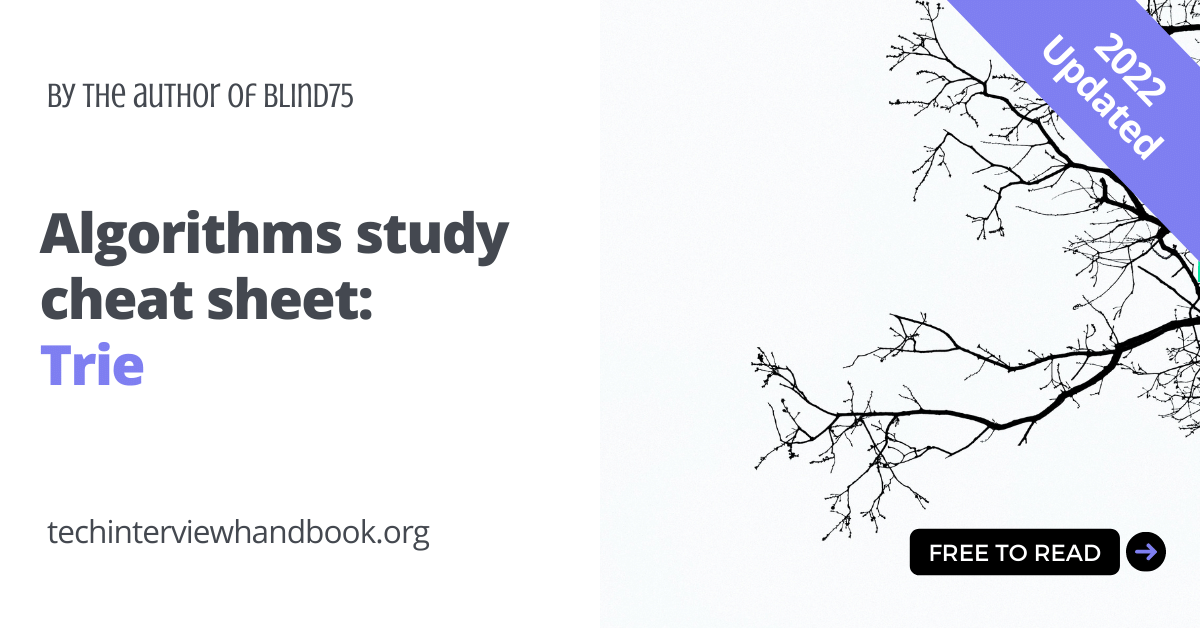 By the author of Blind75
2022
Updated
Algorithms study
cheat sheet:
Trie
techinterviewhandbook.org
FREE TO READ